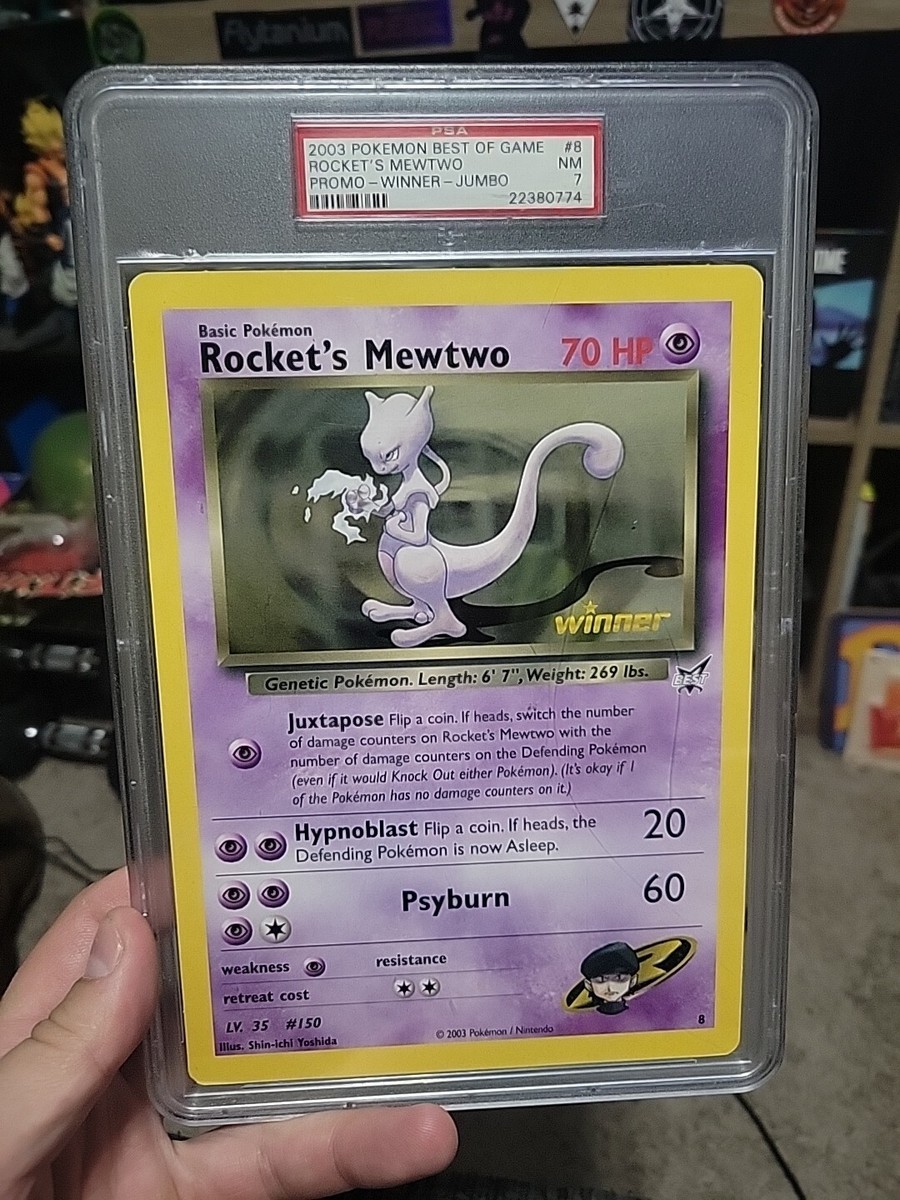 Flytanium
PSA
2003 POKEMON BEST OF GAME #8
ROCKET'S MEWTWO NM
PROMO-WINNER-JUMBO 7
22380774
Basic Pokémon
Rocket's Mewtwo 70 HP
winner
Genetic Pokémon. Length: 6' 7", Weight: 269 lbs.
BEST
Juxtapose Flip a coin. If heads, switch the number
of damage counters on Rocket's Mewtwo with the
number of damage counters on the Defending Pokémon
(even if it would Knock Out either Pokémon). (It's okay if 1
of the Pokémon has no damage counters on it.)
Hypnoblast Flip a coin. If heads, the 20
Defending Pokémon is now Asleep.
Psyburn 60
weakness resistance
retreat cost
LV. 35 #150
Illus. Shin-ichi Yoshida © 2003 Pokémon / Nintendo 8